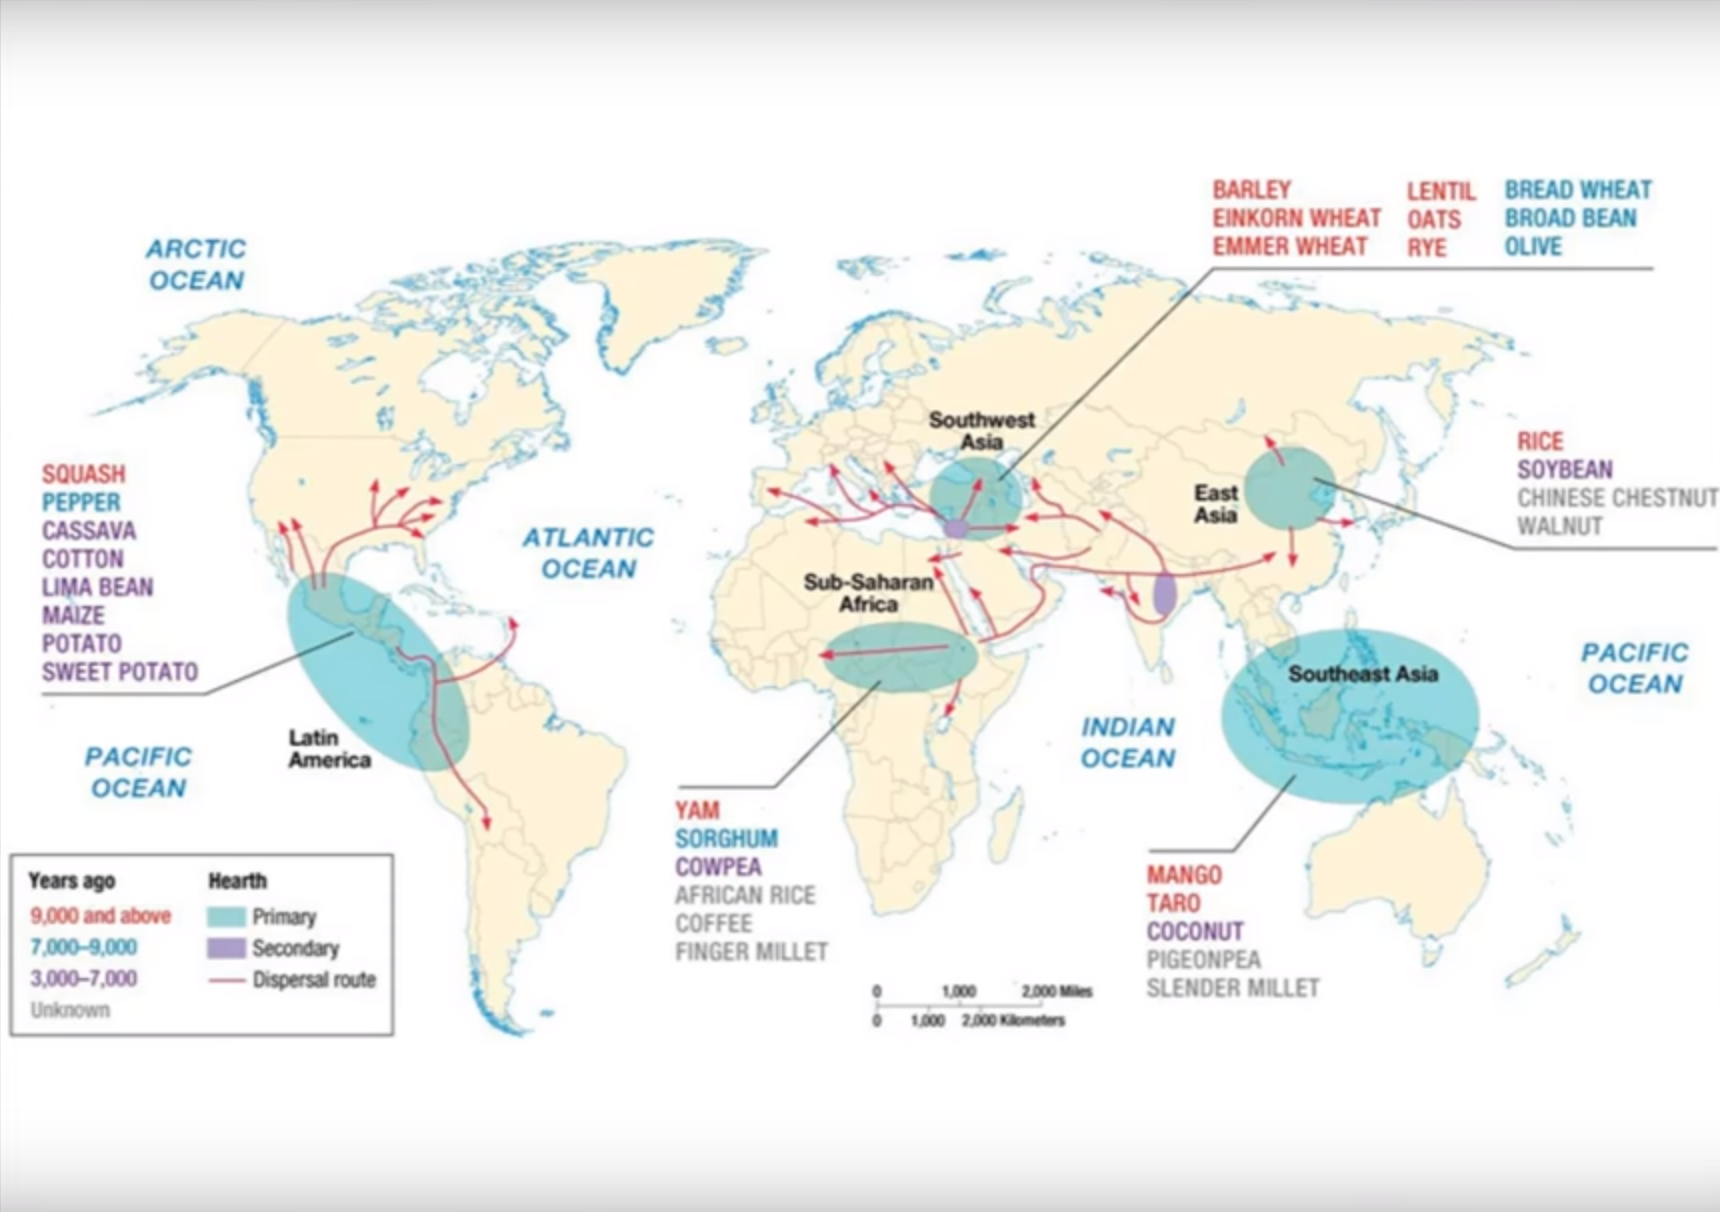 ARCTIC
OCEAN
BARLEY
EINKORN WHEAT
EMMER WHEAT
LENTIL
OATS
RYE
BREAD WHEAT
BROAD BEAN
OLIVE
Southwest
Asia
SQUASH
PEPPER
CASSAVA
COTTON
LIMA BEAN
MAIZE
POTATO
SWEET POTATO
ATLANTIC
OCEAN
East
Asia
RICE
SOYBEAN
CHINESE CHESTNUT
WALNUT
Sub-Saharan
Africa
Southeast Asia
PACIFIC
OCEAN
Latin
America
PACIFIC
OCEAN
INDIAN
OCEAN
YAM
SORGHUM
COWPEA
AFRICAN RICE
COFFEE
FINGER MILLET
MANGO
TARO
COCONUT
PIGEONPEA
SLENDER MILLET
Years ago
9,000 and above
7,000–9,000
3,000–7,000
Unknown
Hearth
Primary
Secondary
Dispersal route
0 1,000 2,000 Miles
0 1,000 2,000 Kilometers